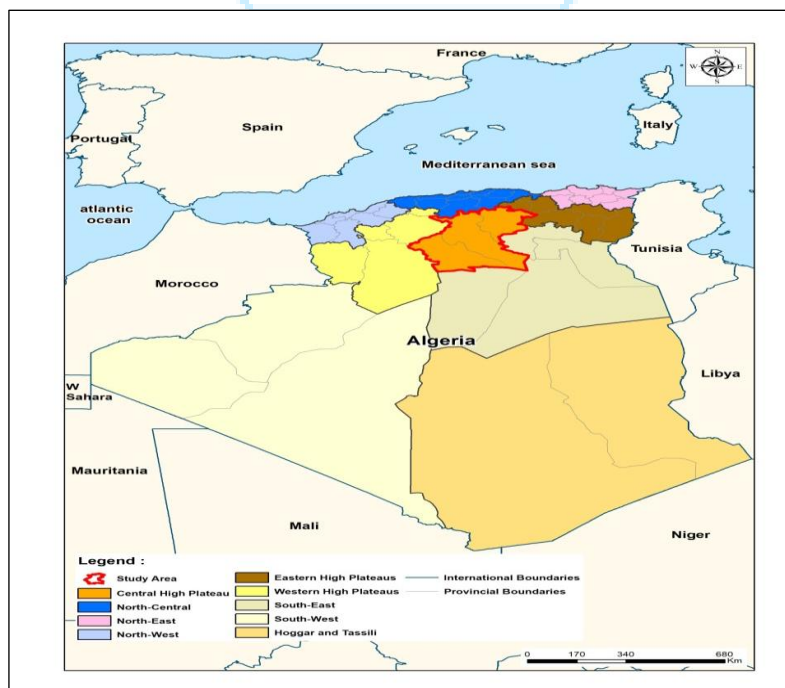 France
N
W E
S
Portugal
Spain
Italy
Mediterranean sea
atlantic
ocean
Tunisia
Morocco
Algeria
Libya
W
Sahara
Mauritania
Mali
Niger
Legend :
Study Area
Central High Plateau
North-Central
North-East
North-West
Eastern High Plateaus
Western High Plateaus
South-East
South-West
Hoggar and Tassili
International Boundaries
Provincial Boundaries
0 170 340 680
Km